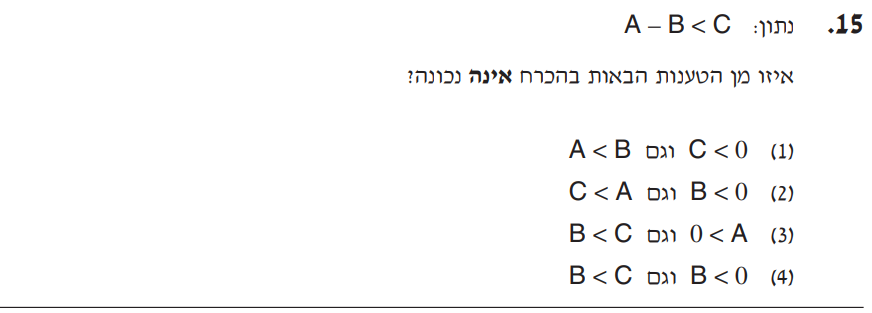 15. נתון: A – B < C
איזו מן הטענות הבאות בהכרח אינה נכונה?
(1) C < 0 וגם A < B
(2) B < 0 וגם C < A
(3) 0 < A וגם B < C
(4) B < 0 וגם B < C